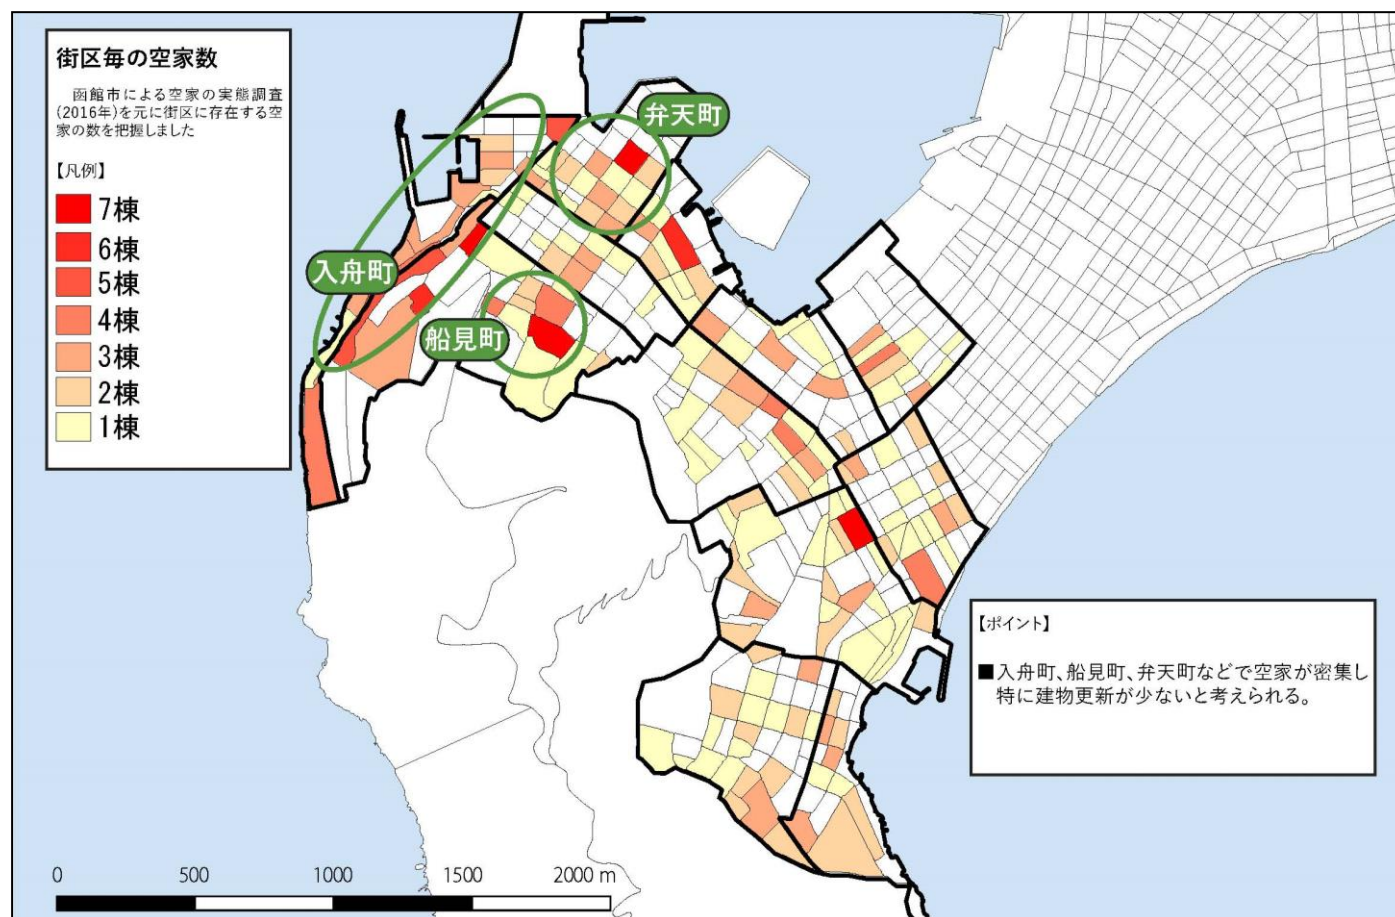 街区毎の空家数
函館市による空家の実態調査
(2016年)を元に街区に存在する空
家の数を把握しました
【凡例】
7棟
6棟
5棟
4棟
3棟
2棟
1棟
弁天町
入舟町
船見町
【ポイント】
■入舟町、船見町、弁天町などで空家が密集し
特に建物更新が少ないと考えられる。
0 500 1000 1500 2000 m